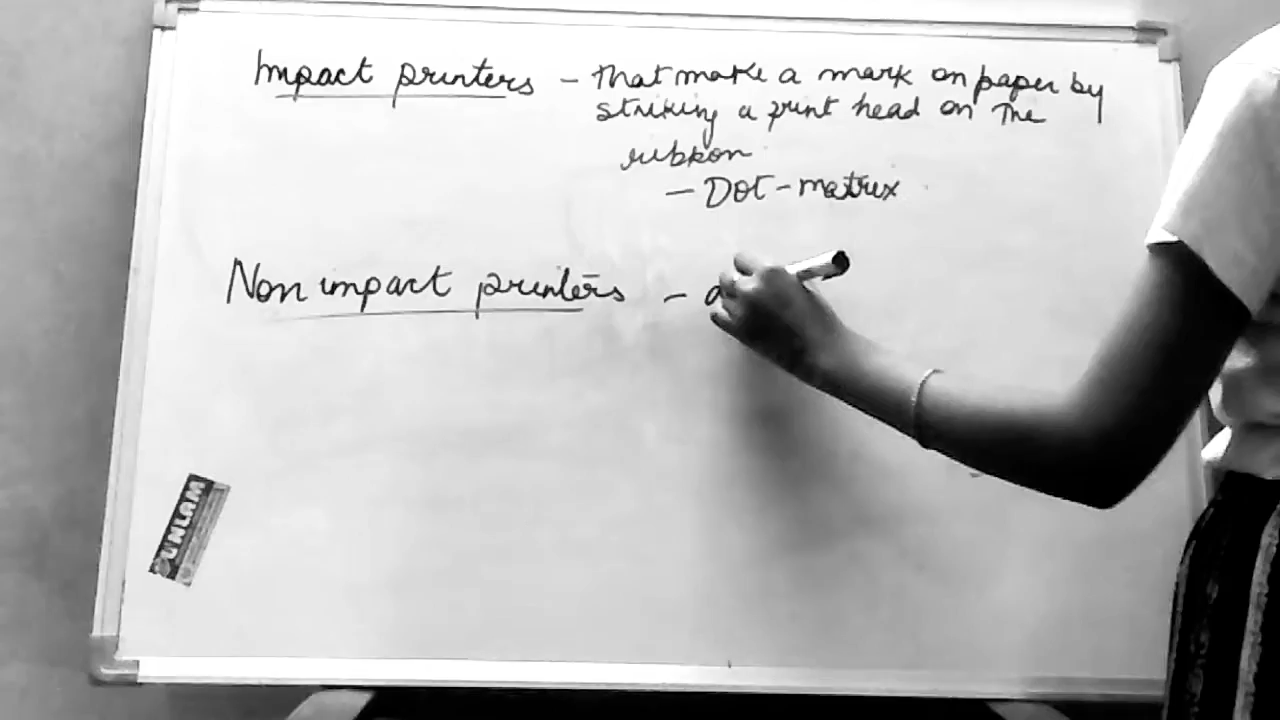 Impact printers - that make a mark on paper by
striking a print head on the
ribbon
- Dot-matrix
Non impact printers -
UNLAM